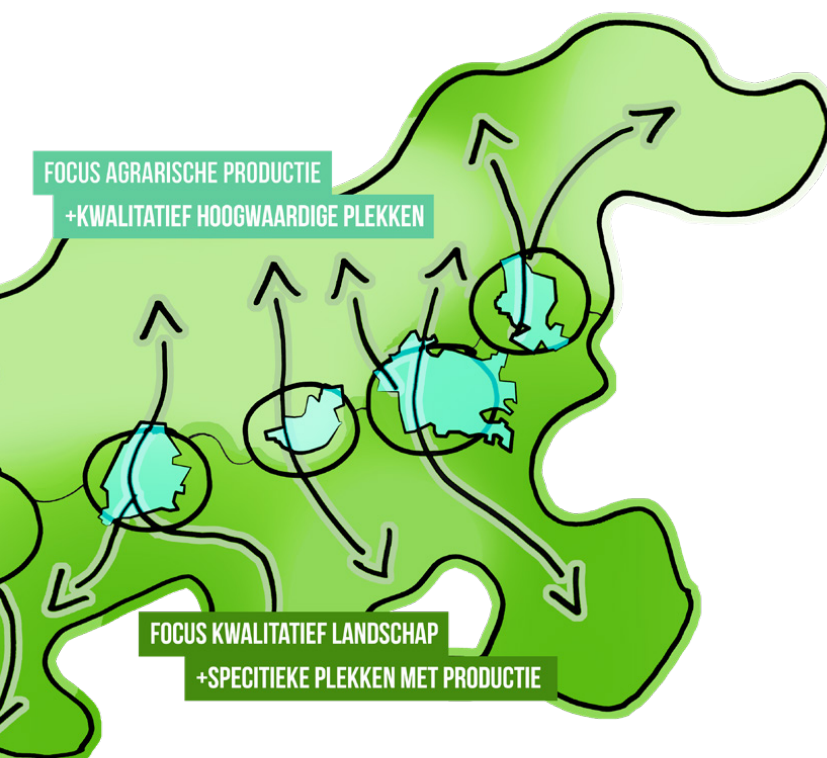 FOCUS AGRARISCHE PRODUCTIE
+KWALITATIEF HOOGWAARDIGE PLEKKEN
FOCUS KWALITATIEF LANDSCHAP
+SPECITIEKE PLEKKEN MET PRODUCTIE